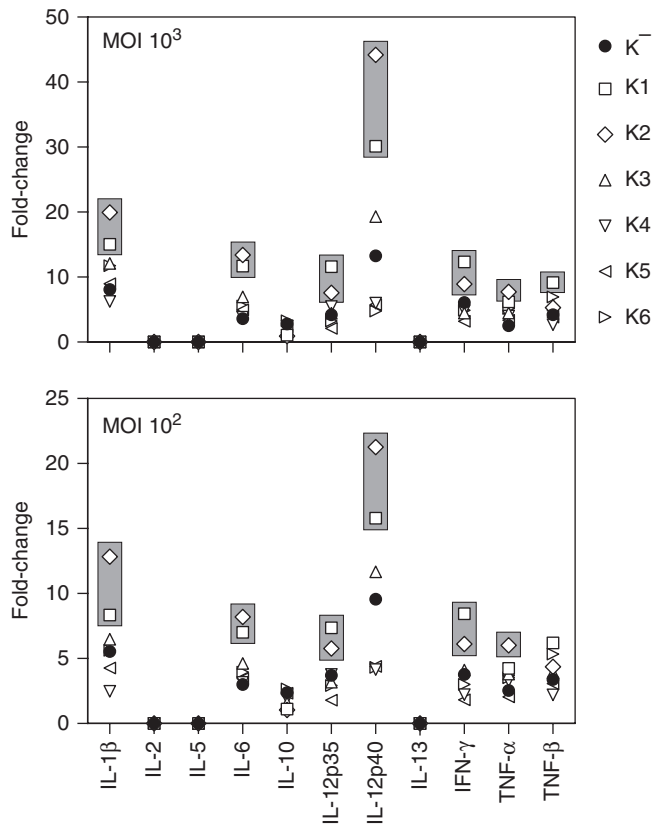 MOI 10³
50
40
30
20
10
0
Fold-change
K⁻
K1
K2
K3
K4
K5
K6
MOI 10²
25
20
15
10
5
0
Fold-change
IL-1β
IL-2
IL-5
IL-6
IL-10
IL-12p35
IL-12p40
IL-13
IFN-γ
TNF-α
TNF-β